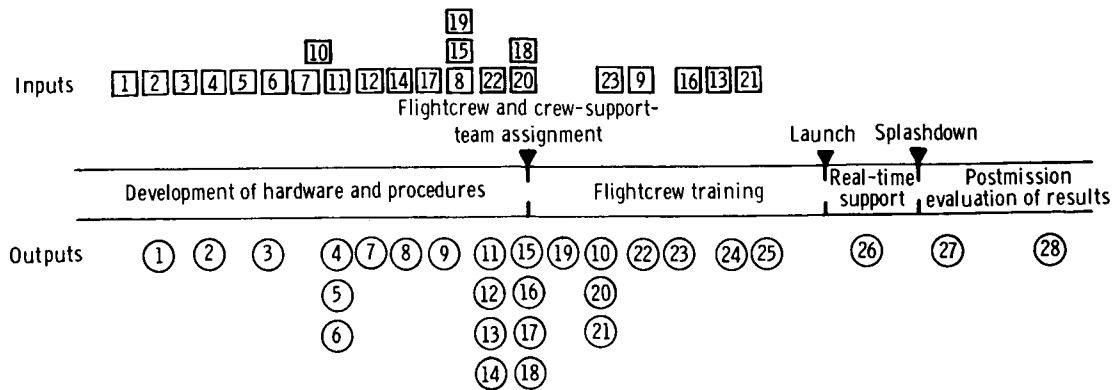 19
10 15 18
Inputs 1 2 3 4 5 6 7 11 12 14 17 8 22 20 23 9 16 13 21
Flightcrew and crew-support-
team assignment
Launch Splashdown
Development of hardware and procedures Flightcrew training Real-time support Postmission evaluation of results
Outputs 1 2 3 4 7 8 9 11 15 19 10 22 23 24 25 26 27 28
5 12 16 20
6 13 17 21
14 18